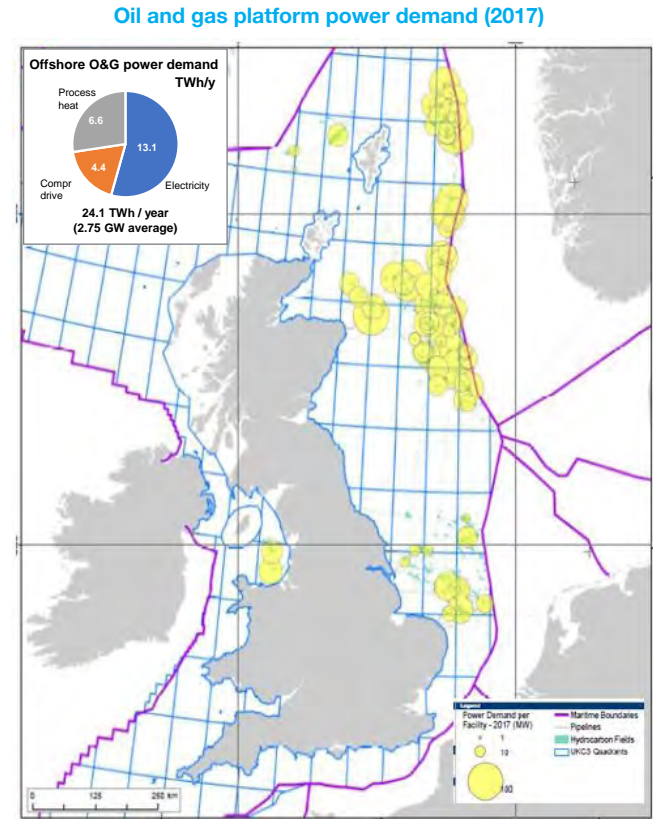 Oil and gas platform power demand (2017)
Offshore O&G power demand
TWh/y
Process
heat
6.6
13.1
4.4
Compr
drive
Electricity
24.1 TWh / year
(2.75 GW average)
Legend
Power Demand per
Facility - 2017 (MW)
1
10
100
Maritime Boundaries
Pipelines
Hydrocarbon Fields
UKCS Quadrants
0
125
250 km